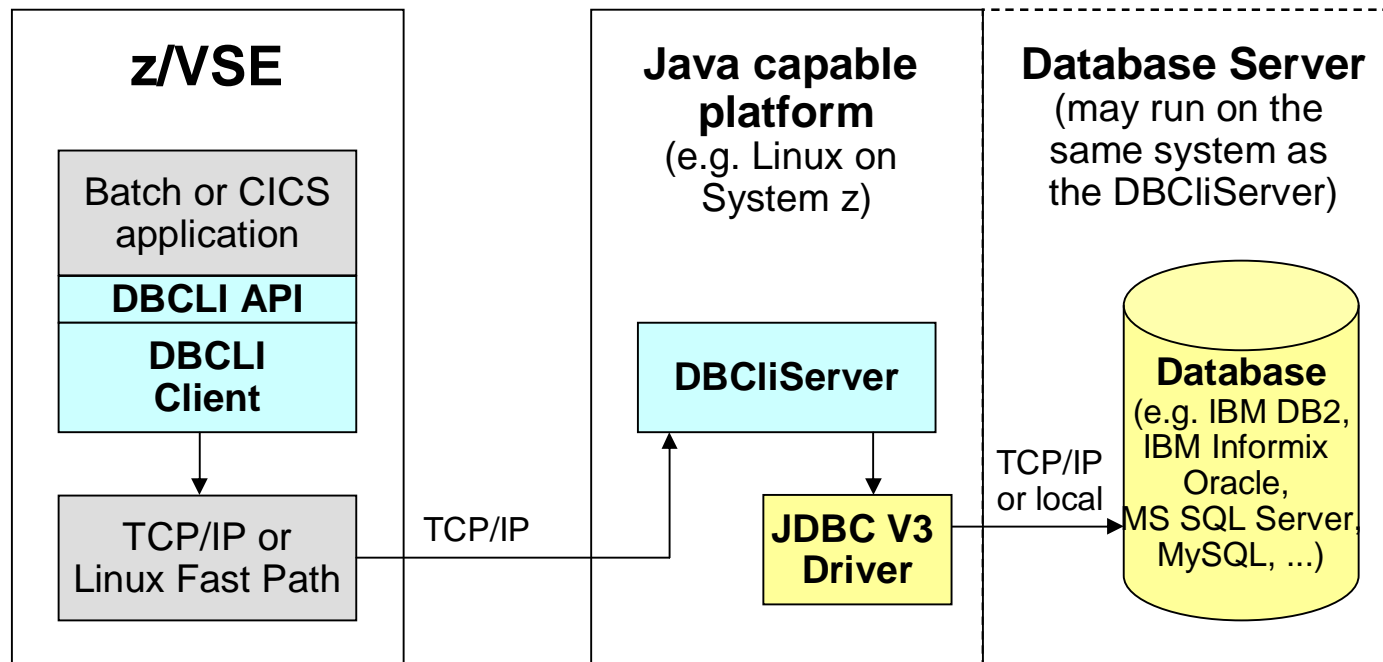 z/VSE
Batch or CICS
application
DBCLI API
DBCLI
Client
TCP/IP or
Linux Fast Path
TCP/IP
Java capable
platform
(e.g. Linux on
System z)
DBCliServer
JDBC V3
Driver
TCP/IP
or local
Database Server
(may run on the
same system as
the DBCliServer)
Database
(e.g. IBM DB2,
IBM Informix
Oracle,
MS SQL Server,
MySQL, ...)